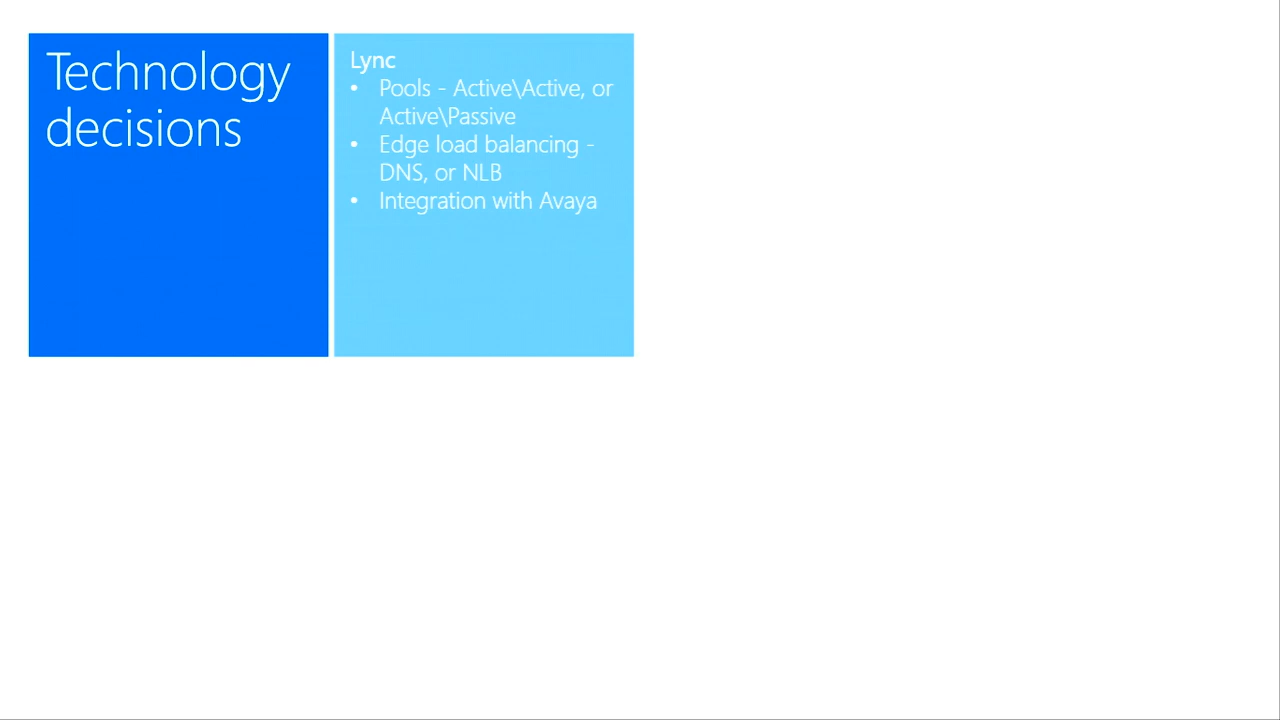 Technology
decisions
Lync
• Pools - Active\Active, or
Active\Passive
• Edge load balancing -
DNS, or NLB
• Integration with Avaya